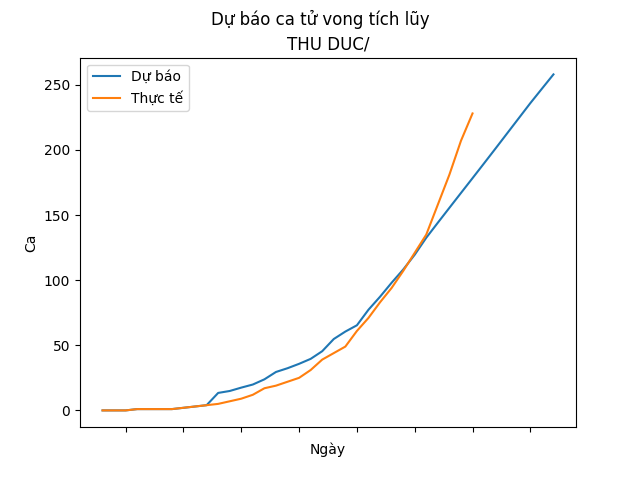 Dự báo ca tử vong tích lũy
THU DUC/
Dự báo
Thực tế
250
200
150
100
50
0
Ca
Ngày